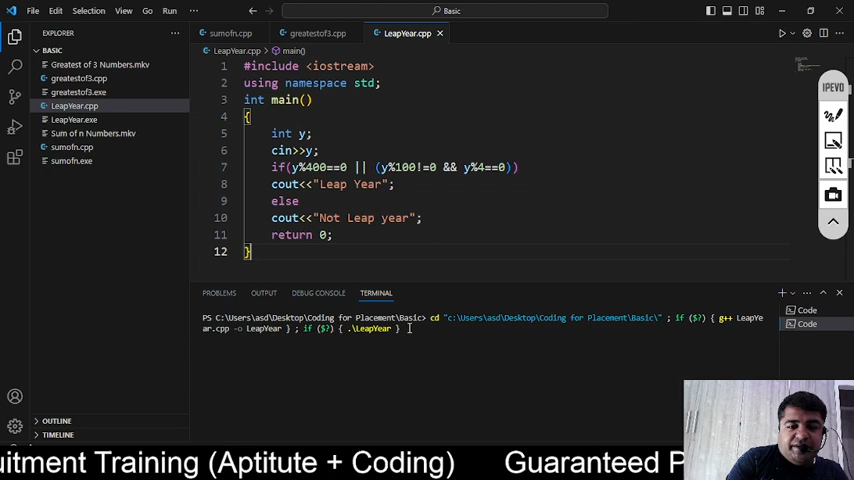 File Edit Selection View Go Run ··· Basic
EXPLORER ···
BASIC
Greatest of 3 Numbers.mkv
greatestof3.cpp
greatestof3.exe
LeapYear.cpp
LeapYear.exe
Sum of n Numbers.mkv
sumofn.cpp
sumofn.exe
OUTLINE
TIMELINE
sumofn.cpp greatestof3.cpp LeapYear.cpp
LeapYear.cpp > main()
1 #include <iostream>
2 using namespace std;
3 int main()
4 {
5 int y;
6 cin>>y;
7 if(y%400==0 || (y%100!=0 && y%4==0))
8 cout<<"Leap Year";
9 else
10 cout<<"Not Leap year";
11 return 0;
12 }
IPEVO
PROBLEMS OUTPUT DEBUG CONSOLE TERMINAL
PS C:\Users\asd\Desktop\Coding for Placement\Basic> cd "c:\Users\asd\Desktop\Coding for Placement\Basic\" ; if ($?) { g++ LeapYe
ar.cpp -o LeapYear } ; if ($?) { .\LeapYear }
Code
Code
uitment Training (Aptitute + Coding) Guaranteed P